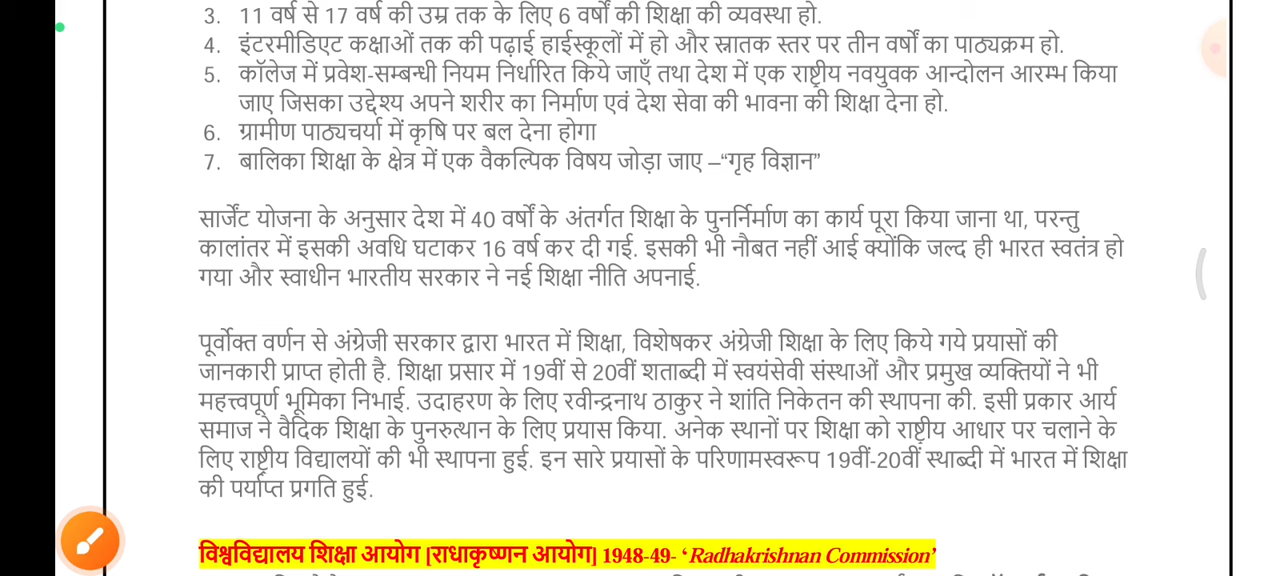 3. 11 वर्ष से 17 वर्ष की उम्र तक के लिए 6 वर्षों की शिक्षा की व्यवस्था हो.
4. इंटरमीडिएट कक्षाओं तक की पढ़ाई हाईस्कूलों में हो और स्नातक स्तर पर तीन वर्षों का पाठ्यक्रम हो.
5. कॉलेज में प्रवेश-सम्बन्धी नियम निर्धारित किये जाएँ तथा देश में एक राष्ट्रीय नवयुवक आन्दोलन आरम्भ किया
जाए जिसका उद्देश्य अपने शरीर का निर्माण एवं देश सेवा की भावना की शिक्षा देना हो.
6. ग्रामीण पाठ्यचर्या में कृषि पर बल देना होगा
7. बालिका शिक्षा के क्षेत्र में एक वैकल्पिक विषय जोड़ा जाए –“गृह विज्ञान”
सार्जेंट योजना के अनुसार देश में 40 वर्षों के अंतर्गत शिक्षा के पुनर्निर्माण का कार्य पूरा किया जाना था, परन्तु
कालांतर में इसकी अवधि घटाकर 16 वर्ष कर दी गई. इसकी भी नौबत नहीं आई क्योंकि जल्द ही भारत स्वतंत्र हो
गया और स्वाधीन भारतीय सरकार ने नई शिक्षा नीति अपनाई.
पूर्वोक्त वर्णन से अंग्रेजी सरकार द्वारा भारत में शिक्षा, विशेषकर अंग्रेजी शिक्षा के लिए किये गये प्रयासों की
जानकारी प्राप्त होती है. शिक्षा प्रसार में 19वीं से 20वीं शताब्दी में स्वयंसेवी संस्थाओं और प्रमुख व्यक्तियों ने भी
महत्त्वपूर्ण भूमिका निभाई. उदाहरण के लिए रवीन्द्रनाथ ठाकुर ने शांति निकेतन की स्थापना की. इसी प्रकार आर्य
समाज ने वैदिक शिक्षा के पुनरुत्थान के लिए प्रयास किया. अनेक स्थानों पर शिक्षा को राष्ट्रीय आधार पर चलाने के
लिए राष्ट्रीय विद्यालयों की भी स्थापना हुई. इन सारे प्रयासों के परिणामस्वरूप 19वीं-20वीं स्थाब्दी में भारत में शिक्षा
की पर्याप्त प्रगति हुई.
विश्वविद्यालय शिक्षा आयोग [राधाकृष्णन आयोग] 1948-49- ‘Radhakrishnan Commission’